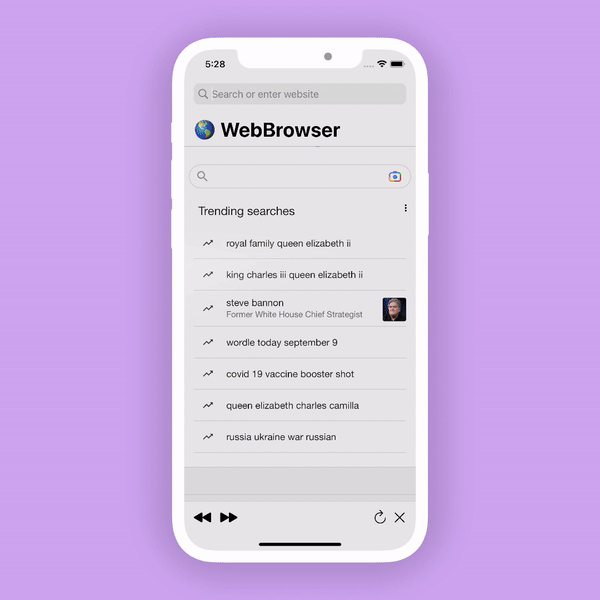 5:28
Search or enter website
WebBrowser
Trending searches
royal family queen elizabeth ii
king charles iii queen elizabeth ii
steve bannon
Former White House Chief Strategist
wordle today september 9
covid 19 vaccine booster shot
queen elizabeth charles camilla
russia ukraine war russian